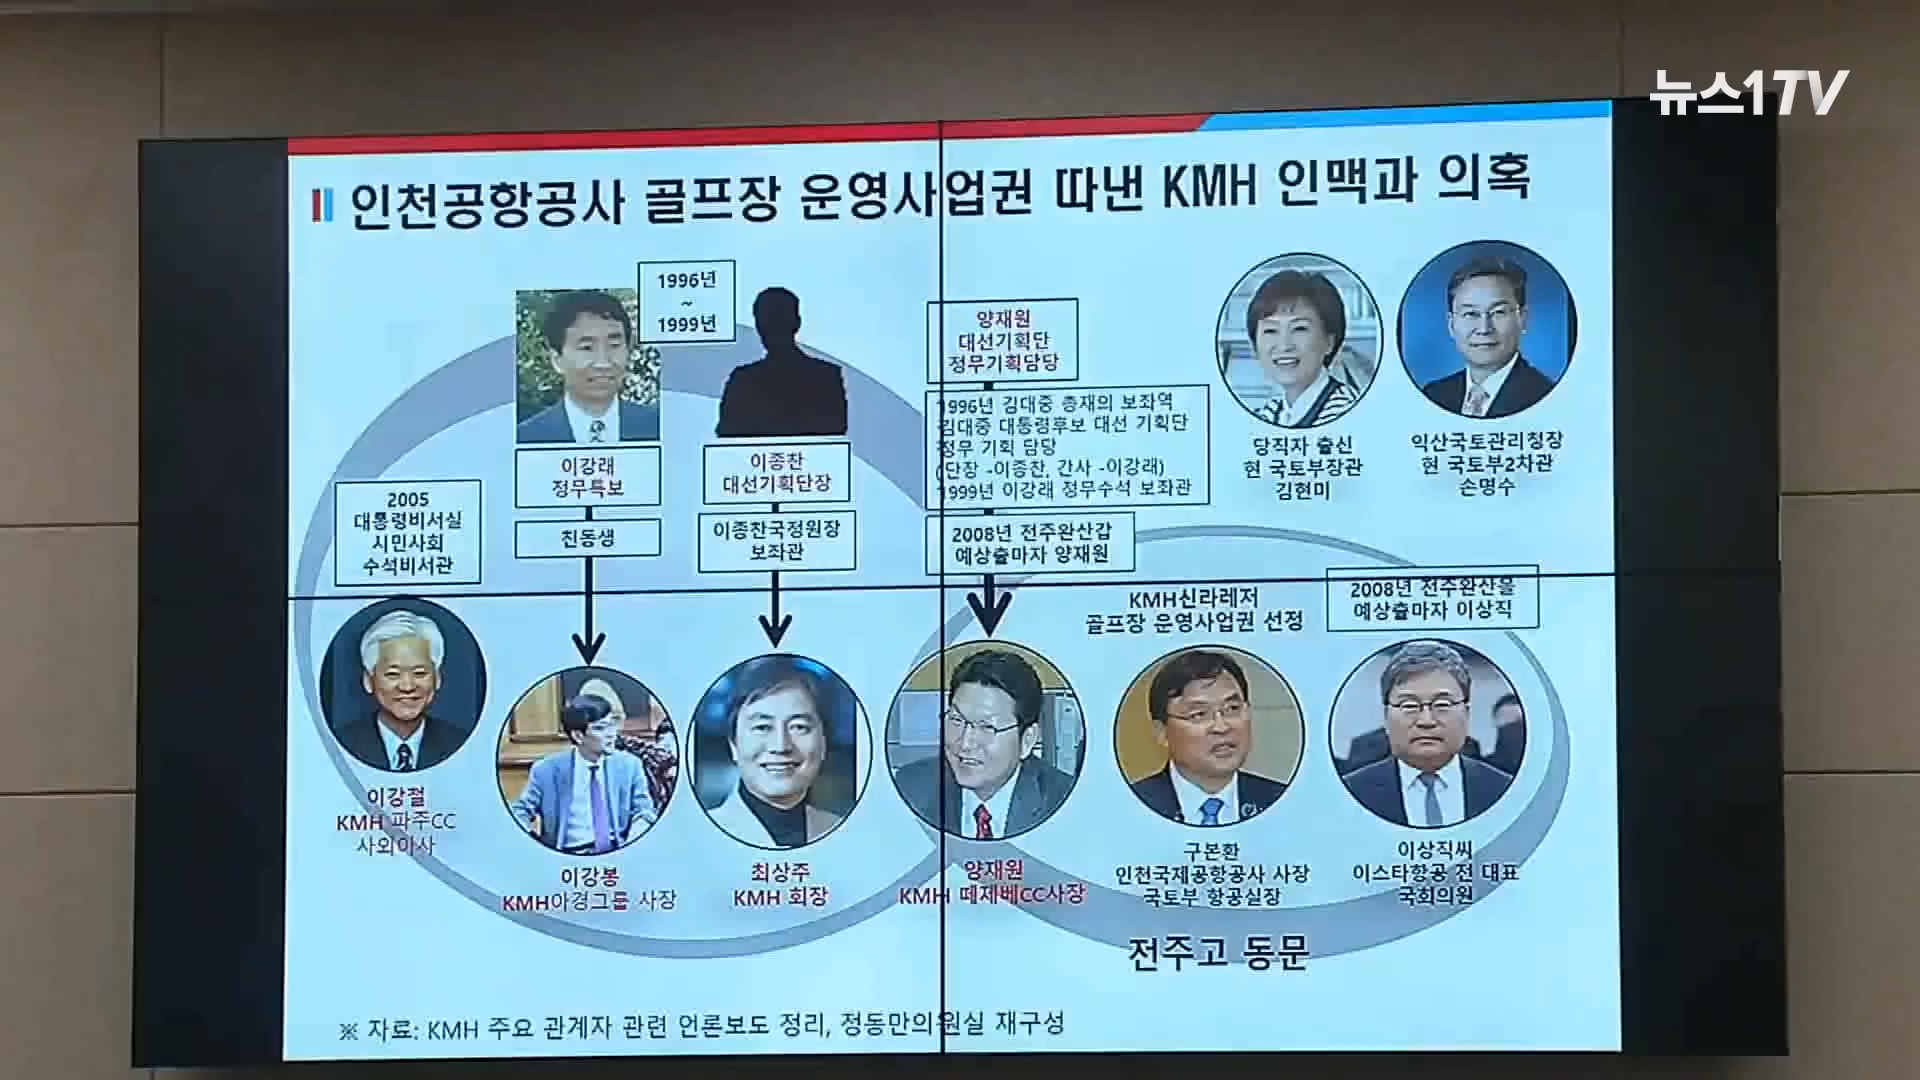 뉴스1TV
인천공항공사 골프장 운영사업권 따낸 KMH 인맥과 의혹
1996년
~
1999년
양재원
대선기획단
정무기획담당
1996년 김대중 총재의 보좌역
김대중 대통령후보 대선 기획단
정무 기획 담당
(단장 -이종찬, 간사 -이강래)
1999년 이강래 정무수석 보좌관
당직자 출신
현 국토부장관
김현미
익산국토관리청장
현 국토부2차관
손명수
이강래
정무특보
이종찬
대선기획단장
2005
대통령비서실
시민사회
수석비서관
친동생
이종찬국정원장
보좌관
2008년 전주완산갑
예상출마자 양재원
KMH신라레저
골프장 운영사업권 선정
2008년 전주완산을
예상출마자 이상직
이강철
KMH 파주CC
사외이사
이강봉
KMH아경그룹 사장
최상주
KMH 회장
양재원
KMH 떼제베CC사장
구본환
인천국제공항공사 사장
국토부 항공실장
이상직씨
이스타항공 전 대표
국회의원
전주고 동문
※ 자료: KMH 주요 관계자 관련 언론보도 정리, 정동만의원실 재구성